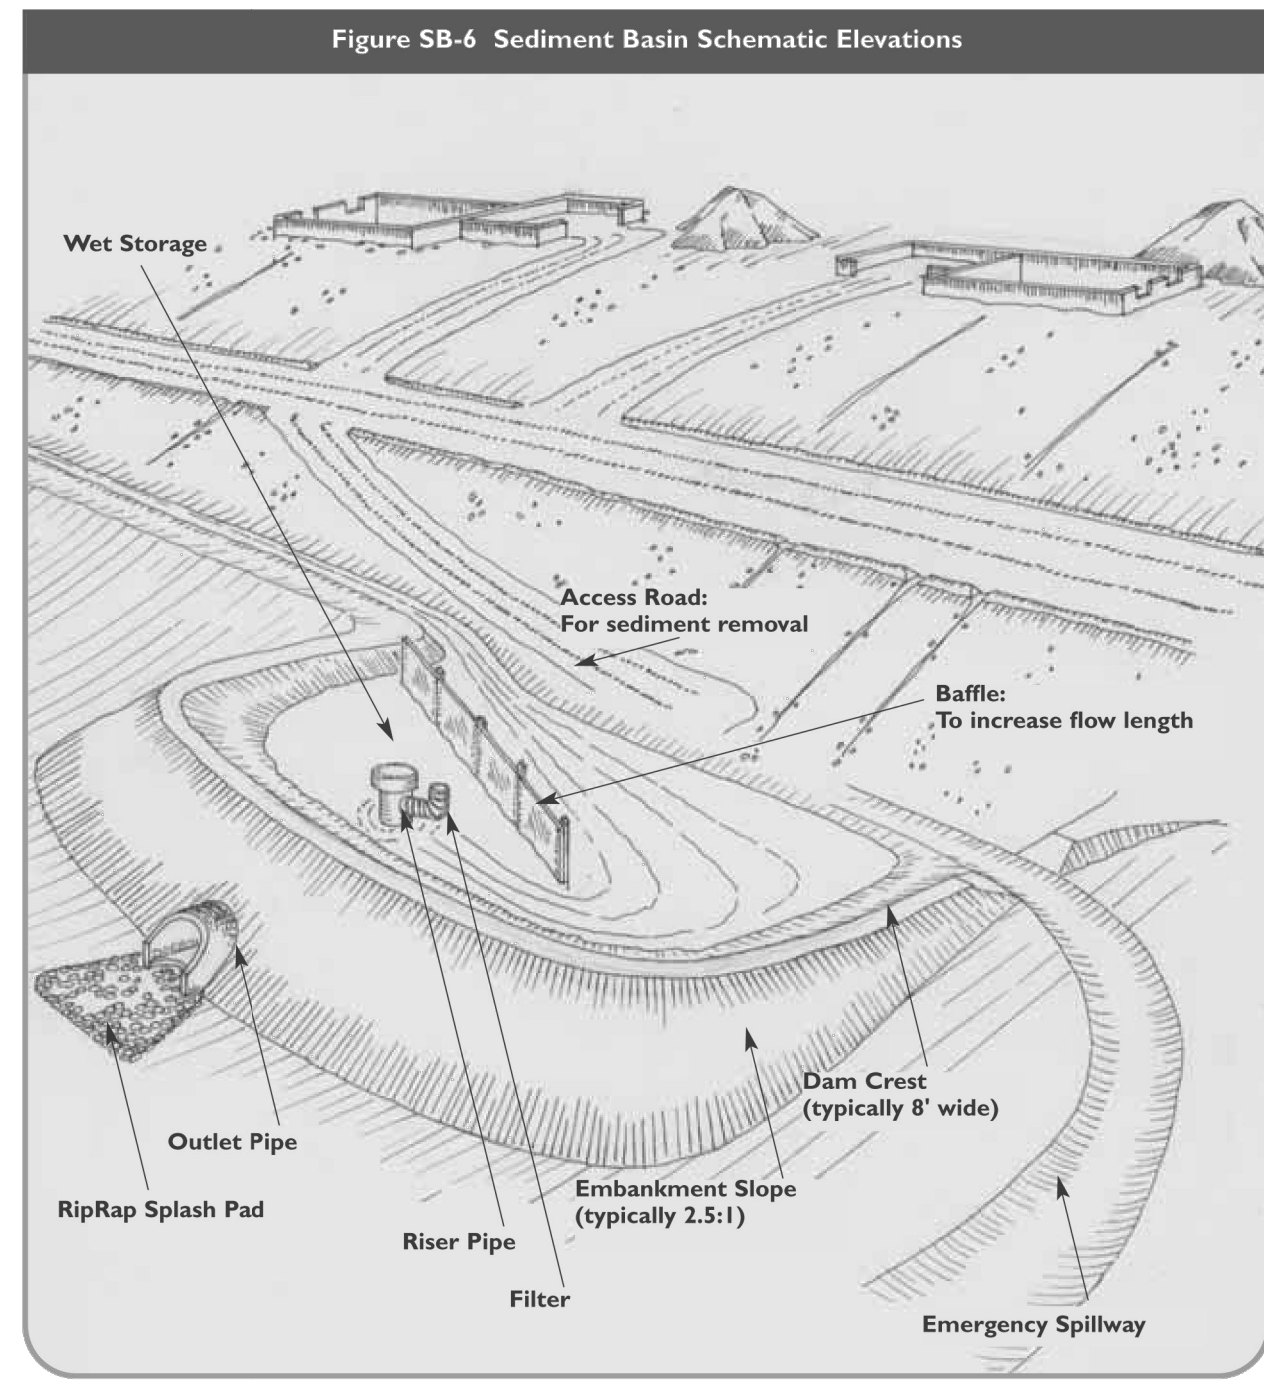 Figure SB-6 Sediment Basin Schematic Elevations
Wet Storage
Access Road:
For sediment removal
Baffle:
To increase flow length
Dam Crest
(typically 8' wide)
Outlet Pipe
Embankment Slope
(typically 2.5:1)
RipRap Splash Pad
Riser Pipe
Filter
Emergency Spillway